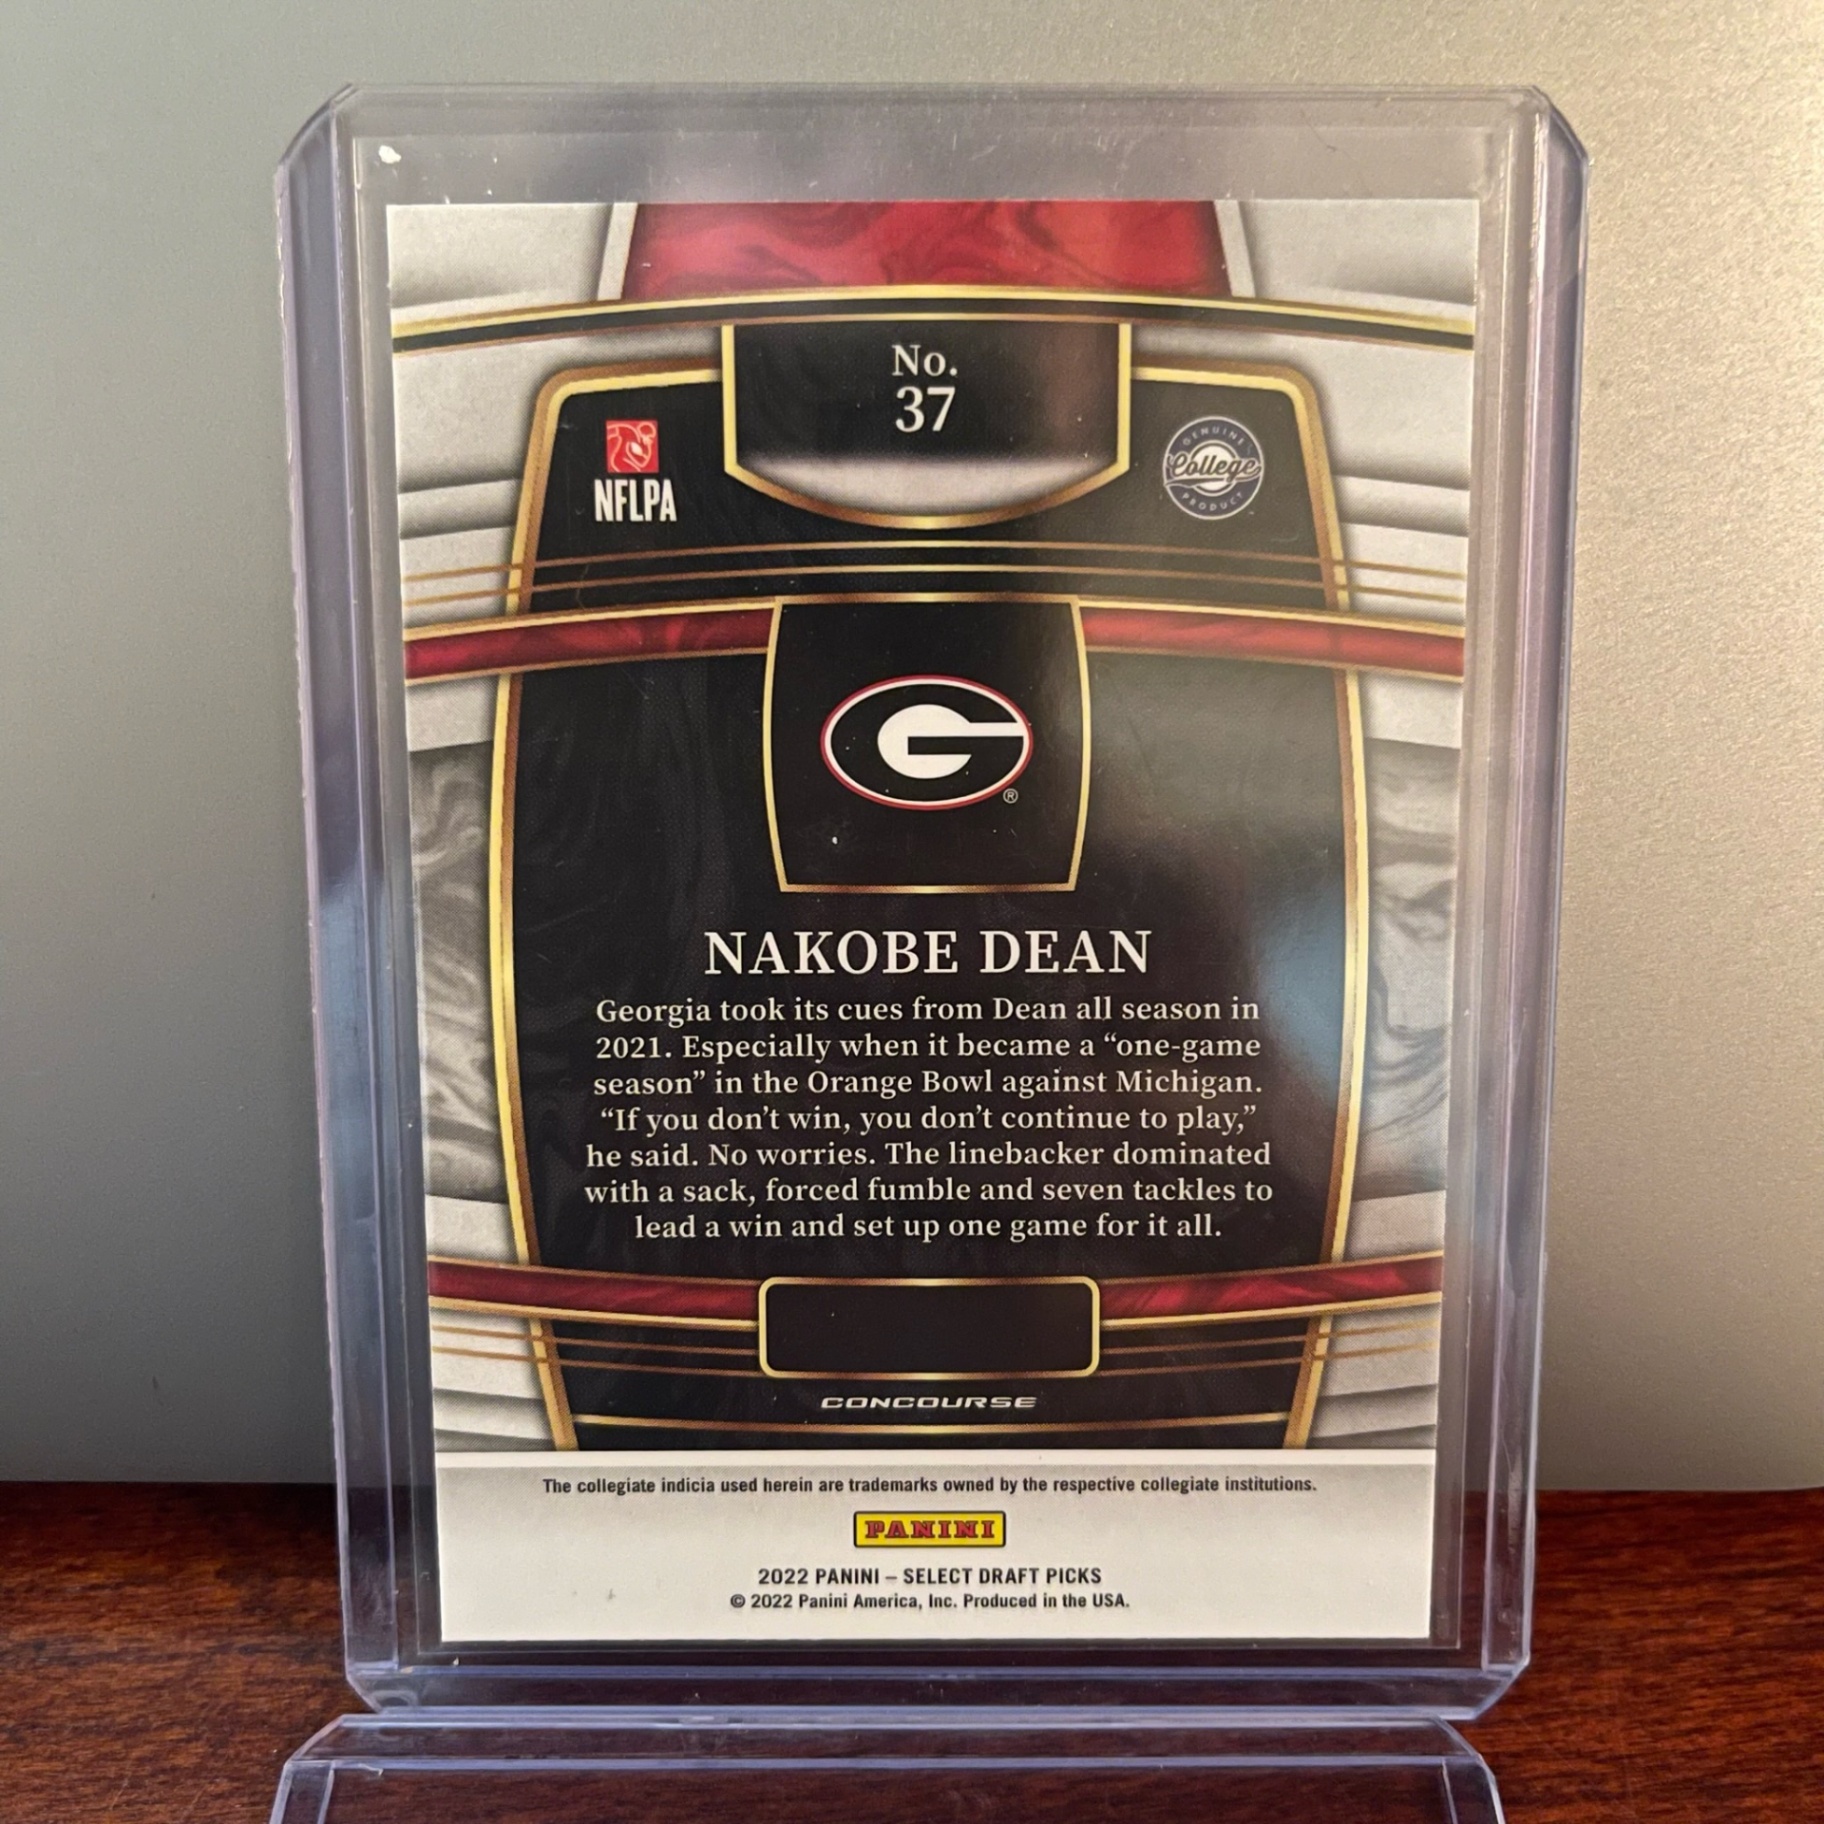 No.
37
NFLPA
GENUINE
College
PRODUCT
G
®
NAKOBE DEAN
Georgia took its cues from Dean all season in
2021. Especially when it became a “one-game
season” in the Orange Bowl against Michigan.
“If you don’t win, you don’t continue to play,”
he said. No worries. The linebacker dominated
with a sack, forced fumble and seven tackles to
lead a win and set up one game for it all.
CONCOURSE
The collegiate indicia used herein are trademarks owned by the respective collegiate institutions.
PANINI
2022 PANINI – SELECT DRAFT PICKS
© 2022 Panini America, Inc. Produced in the USA.